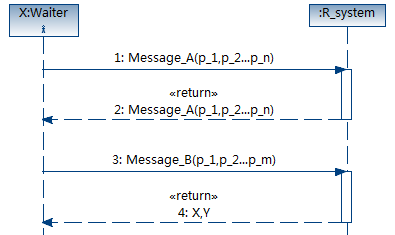 X:Waiter
:R_system
1: Message_A(p_1,p_2...p_n)
«return»
2: Message_A(p_1,p_2...p_n)
3: Message_B(p_1,p_2...p_m)
«return»
4: X,Y